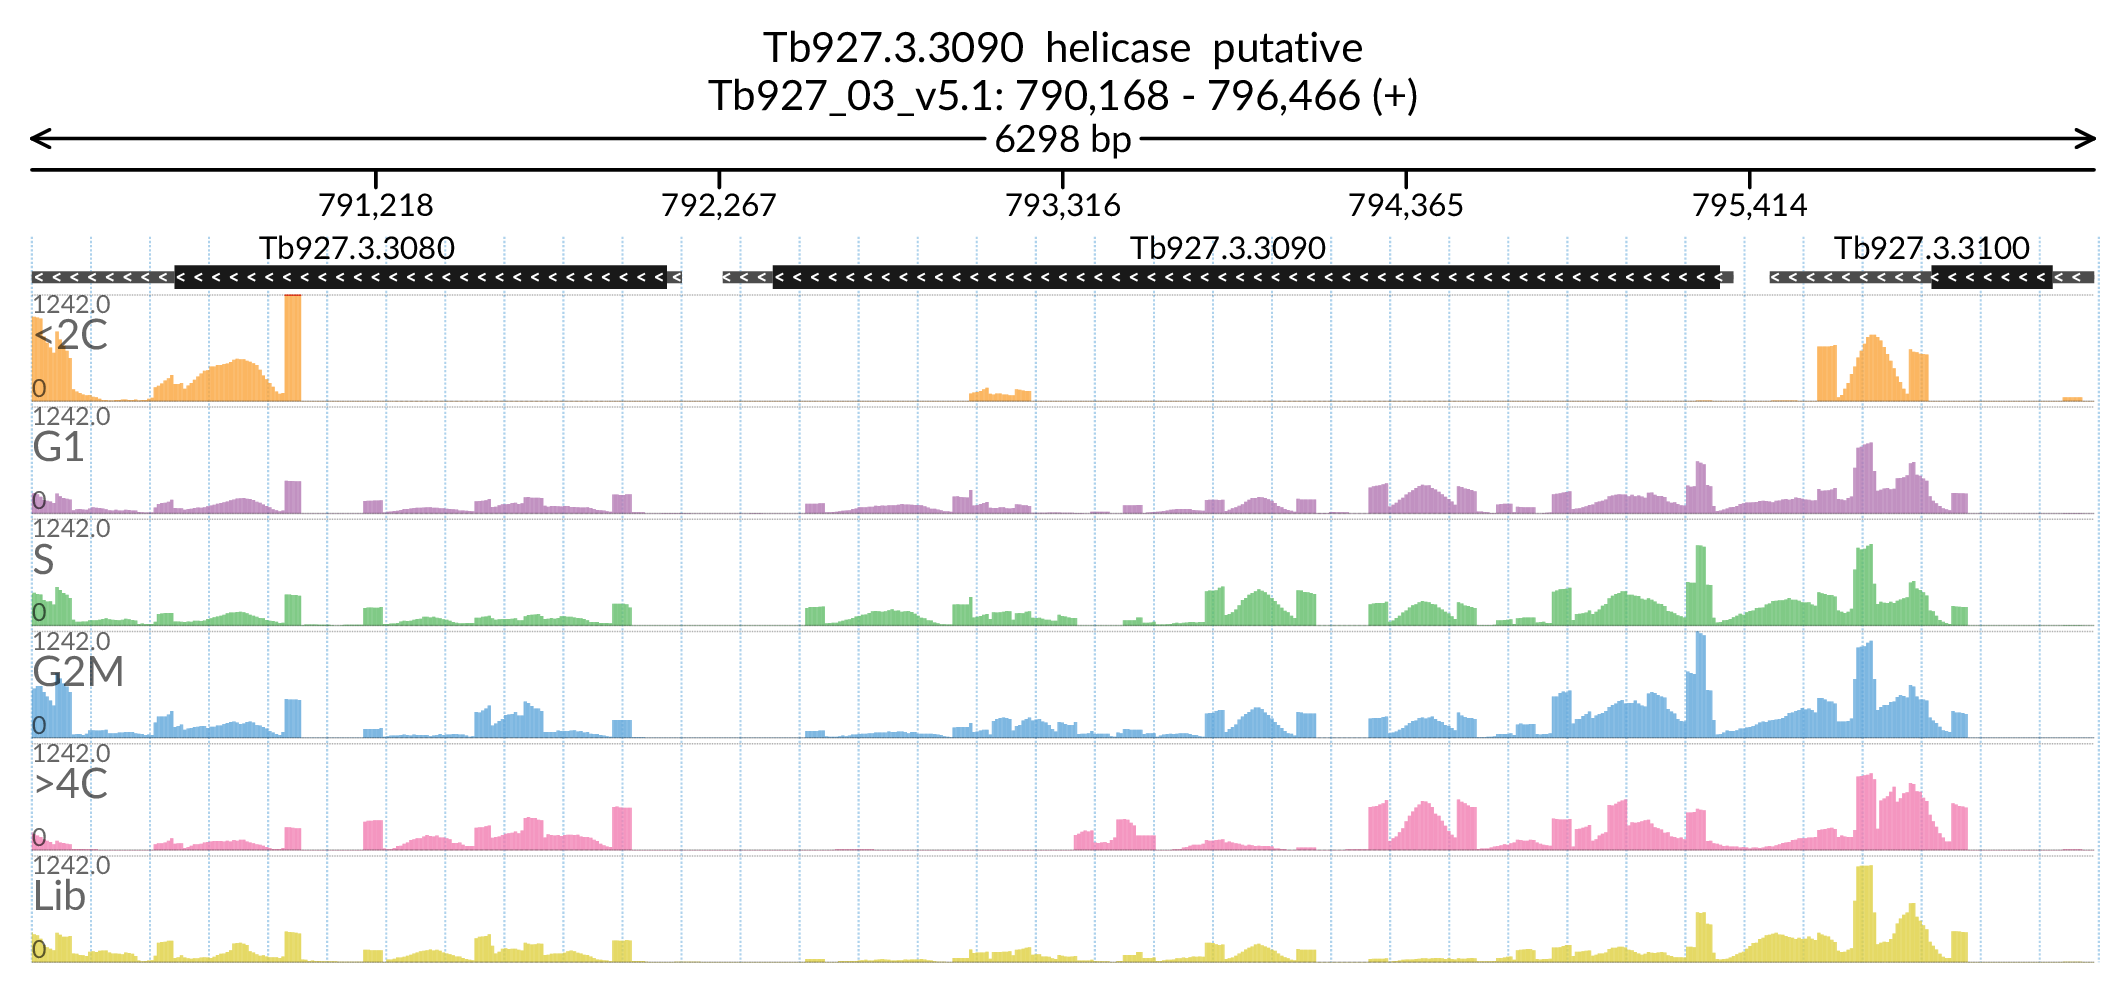 Tb927.3.3090 helicase putative
Tb927_03_v5.1: 790,168 - 796,466 (+)
6298 bp
791,218 792,267 793,316 794,365 795,414
Tb927.3.3080 Tb927.3.3090 Tb927.3.3100
1242.0
<2C
0
1242.0
G1
0
1242.0
S
0
1242.0
G2M
0
1242.0
>4C
0
1242.0
Lib
0